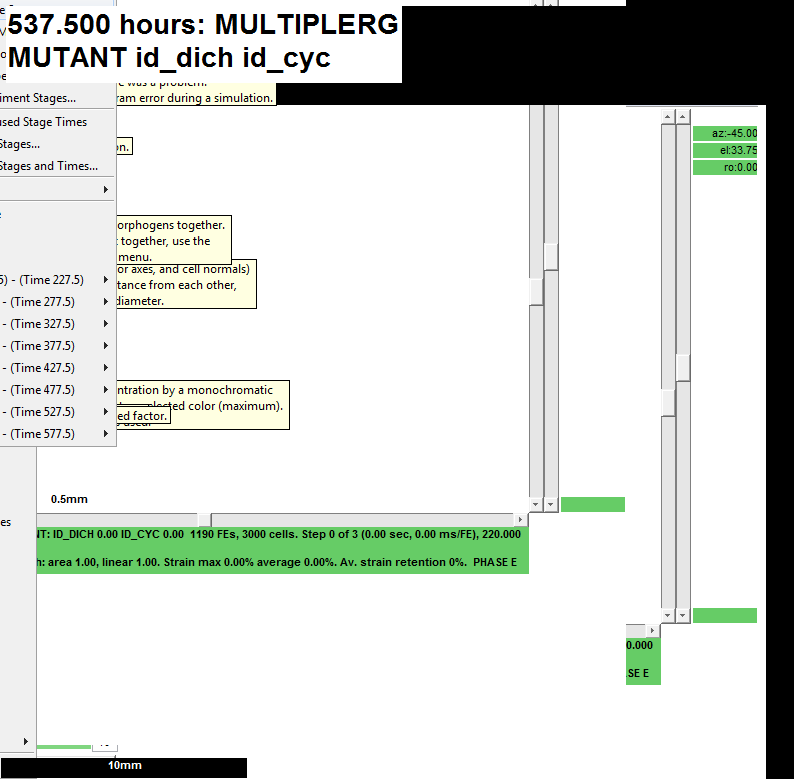 537.500 hours: MULTIPLERG
MUTANT id_dich id_cyc
e was a problem.
iment Stages...
ram error during a simulation.
used Stage Times
Stages...
on.
Stages and Times...
az:-45.00
el:33.75
ro:0.00
orphogens together.
together, use the
menu.
or axes, and cell normals)
tance from each other,
diameter.
5) - (Time 227.5)
- (Time 277.5)
- (Time 327.5)
- (Time 377.5)
- (Time 427.5)
- (Time 477.5)
- (Time 527.5)
- (Time 577.5)
ntration by a monochromatic
elected color (maximum).
ed factor.
0.5mm
es
NT: ID_DICH 0.00 ID_CYC 0.00 1190 FEs, 3000 cells. Step 0 of 3 (0.00 sec, 0.00 ms/FE), 220.000
h: area 1.00, linear 1.00. Strain max 0.00% average 0.00%. Av. strain retention 0%. PHASE E
0.000
SE E
10mm